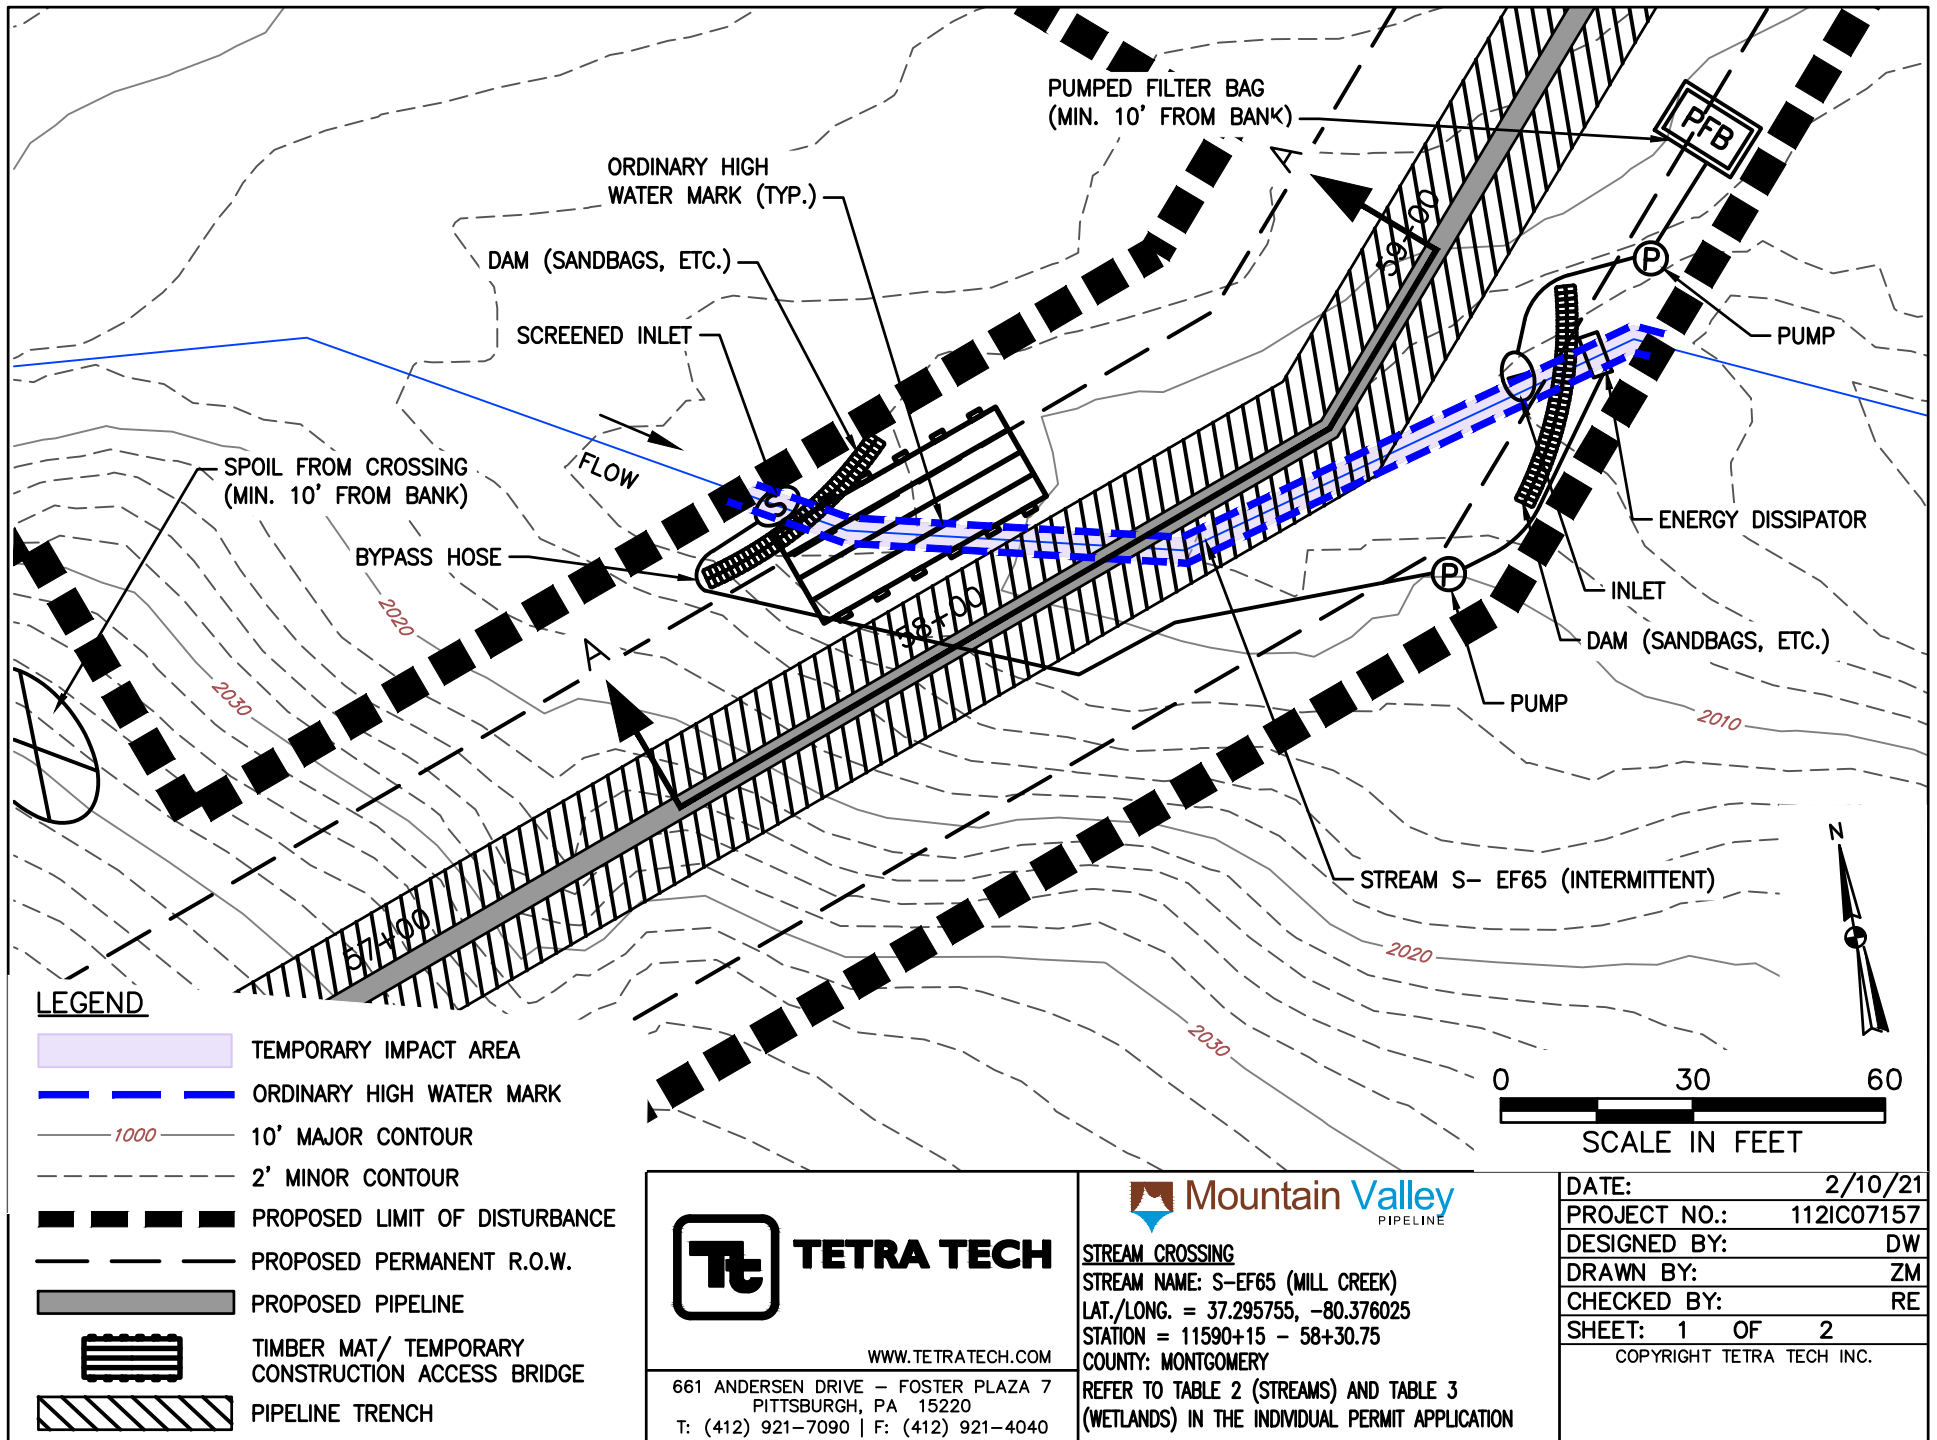 PUMPED FILTER BAG
(MIN. 10' FROM BANK)
PFB
A
ORDINARY HIGH
WATER MARK (TYP.)
59+00
DAM (SANDBAGS, ETC.)
P
SCREENED INLET
PUMP
SPOIL FROM CROSSING
(MIN. 10' FROM BANK)
FLOW
S
ENERGY DISSIPATOR
BYPASS HOSE
P
INLET
2020
58+00
DAM (SANDBAGS, ETC.)
A
2030
PUMP
2010
STREAM S- EF65 (INTERMITTENT)
N
57+00
2020
2030
LEGEND
TEMPORARY IMPACT AREA
ORDINARY HIGH WATER MARK
1000
10' MAJOR CONTOUR
2' MINOR CONTOUR
PROPOSED LIMIT OF DISTURBANCE
PROPOSED PERMANENT R.O.W.
PROPOSED PIPELINE
TIMBER MAT/ TEMPORARY
CONSTRUCTION ACCESS BRIDGE
PIPELINE TRENCH
0 30 60
SCALE IN FEET
Tt
TETRA TECH
WWW.TETRATECH.COM
661 ANDERSEN DRIVE – FOSTER PLAZA 7
PITTSBURGH, PA 15220
T: (412) 921-7090 | F: (412) 921-4040
Mountain Valley
PIPELINE
STREAM CROSSING
STREAM NAME: S-EF65 (MILL CREEK)
LAT./LONG. = 37.295755, -80.376025
STATION = 11590+15 - 58+30.75
COUNTY: MONTGOMERY
REFER TO TABLE 2 (STREAMS) AND TABLE 3
(WETLANDS) IN THE INDIVIDUAL PERMIT APPLICATION
DATE: 2/10/21
PROJECT NO.: 112IC07157
DESIGNED BY: DW
DRAWN BY: ZM
CHECKED BY: RE
SHEET: 1 OF 2
COPYRIGHT TETRA TECH INC.